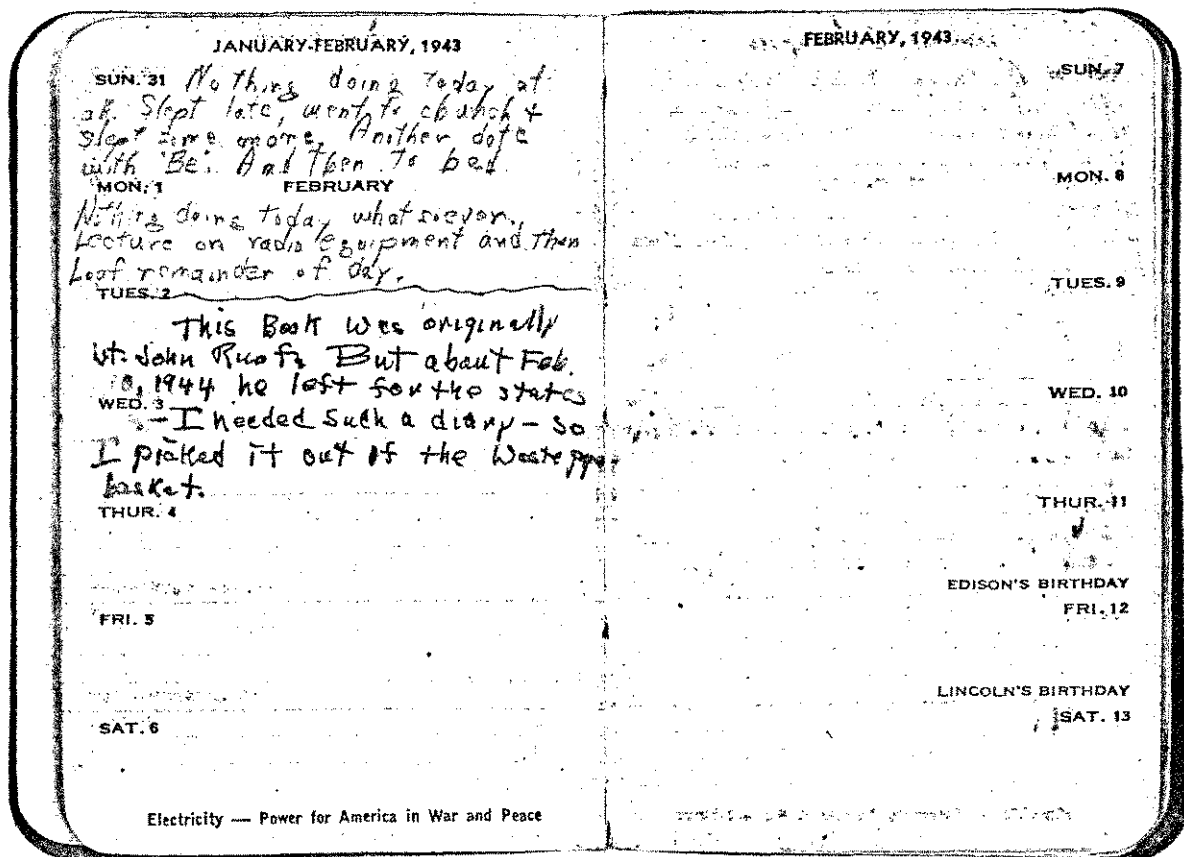 JANUARY-FEBRUARY, 1943
SUN. 31 Nothing doing today at
all. Slept late, went to church &
slept some more. Another date
with "Be". And then to bed
MON. 1 FEBRUARY
Nothing doing today whatsoever.
Lecture on radio equipment and then
Loaf remainder of day.
TUES. 2
This Book was originally
Lt. John But about Feb.
10, 1944 he left for the states
WED. 3
- I needed such a diary - so
I picked it out of the waste paper
basket.
THUR. 4
FRI. 5
SAT. 6
Electricity — Power for America in War and Peace
FEBRUARY, 1943
SUN. 7
MON. 8
TUES. 9
WED. 10
THUR. 11
EDISON'S BIRTHDAY
FRI. 12
LINCOLN'S BIRTHDAY
SAT. 13